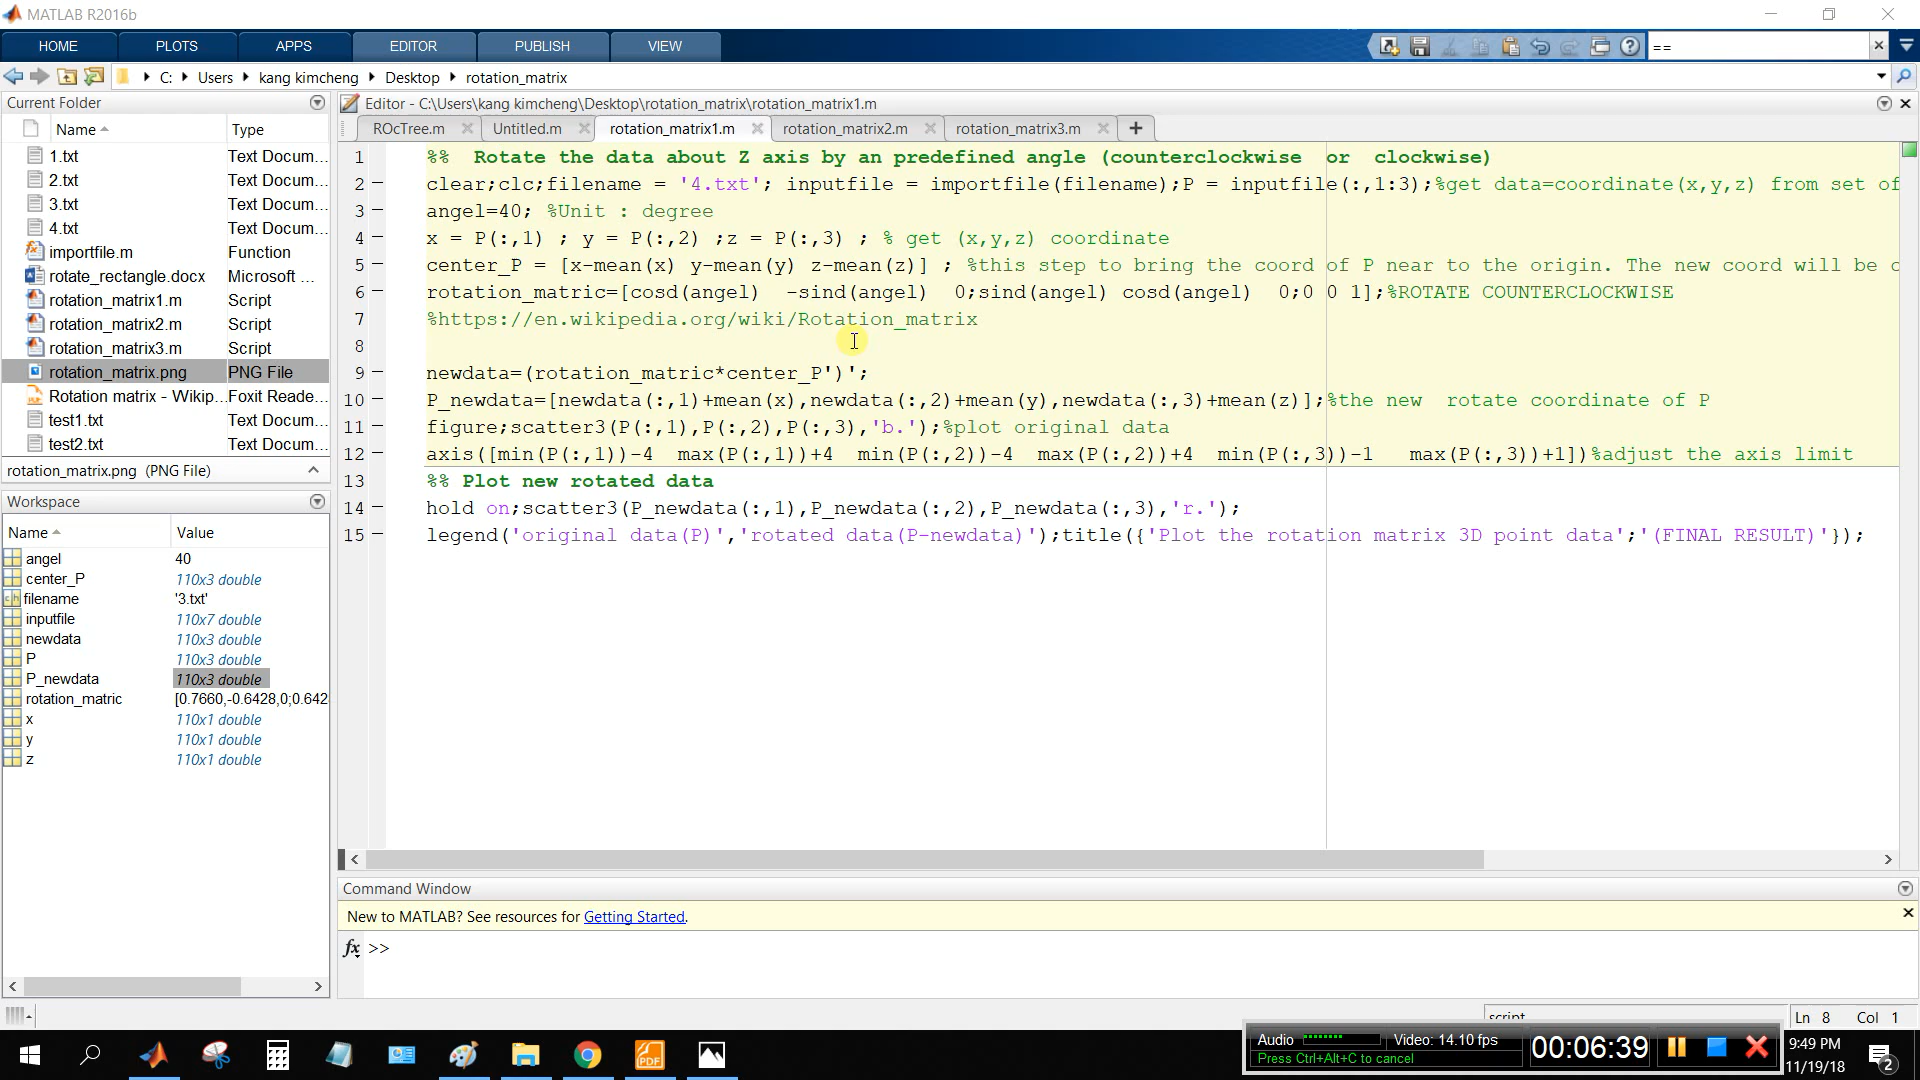 MATLAB R2016b
HOME PLOTS APPS EDITOR PUBLISH VIEW ==
C: Users kang kimcheng Desktop rotation_matrix
Current Folder
Name Type
1.txt Text Docum...
2.txt Text Docum...
3.txt Text Docum...
4.txt Text Docum...
importfile.m Function
rotate_rectangle.docx Microsoft ...
rotation_matrix1.m Script
rotation_matrix2.m Script
rotation_matrix3.m Script
rotation_matrix.png PNG File
Rotation matrix - Wikip... Foxit Reade...
test1.txt Text Docum...
test2.txt Text Docum...
rotation_matrix.png (PNG File)
Workspace
Name Value
angel 40
center_P 110x3 double
filename '3.txt'
inputfile 110x7 double
newdata 110x3 double
P 110x3 double
P_newdata 110x3 double
rotation_matric [0.7660,-0.6428,0;0.642
x 110x1 double
y 110x1 double
z 110x1 double
Editor - C:\Users\kang kimcheng\Desktop\rotation_matrix\rotation_matrix1.m
ROcTree.m Untitled.m rotation_matrix1.m rotation_matrix2.m rotation_matrix3.m +
1 %% Rotate the data about Z axis by an predefined angle (counterclockwise or clockwise)
2 clear;clc;filename = '4.txt'; inputfile = importfile(filename);P = inputfile(:,1:3);%get data=coordinate(x,y,z) from set of
3 angel=40; %Unit : degree
4 x = P(:,1) ; y = P(:,2) ;z = P(:,3) ; % get (x,y,z) coordinate
5 center_P = [x-mean(x) y-mean(y) z-mean(z)] ; %this step to bring the coord of P near to the origin. The new coord will be c
6 rotation_matric=[cosd(angel) -sind(angel) 0;sind(angel) cosd(angel) 0;0 0 1];%ROTATE COUNTERCLOCKWISE
7 %https://en.wikipedia.org/wiki/Rotation_matrix
8
9 newdata=(rotation_matric*center_P')';
10 P_newdata=[newdata(:,1)+mean(x),newdata(:,2)+mean(y),newdata(:,3)+mean(z)];%the new rotate coordinate of P
11 figure;scatter3(P(:,1),P(:,2),P(:,3),'b.');%plot original data
12 axis([min(P(:,1))-4 max(P(:,1))+4 min(P(:,2))-4 max(P(:,2))+4 min(P(:,3))-1 max(P(:,3))+1])%adjust the axis limit
13 %% Plot new rotated data
14 hold on;scatter3(P_newdata(:,1),P_newdata(:,2),P_newdata(:,3),'r.');
15 legend('original data(P)','rotated data(P-newdata)');title({'Plot the rotation matrix 3D point data';'(FINAL RESULT)'});
Command Window
New to MATLAB? See resources for Getting Started.
fx >>
script Ln 8 Col 1
Audio Video: 14.10 fps
Press Ctrl+Alt+C to cancel
00:06:39
9:49 PM
11/19/18
2
PDF